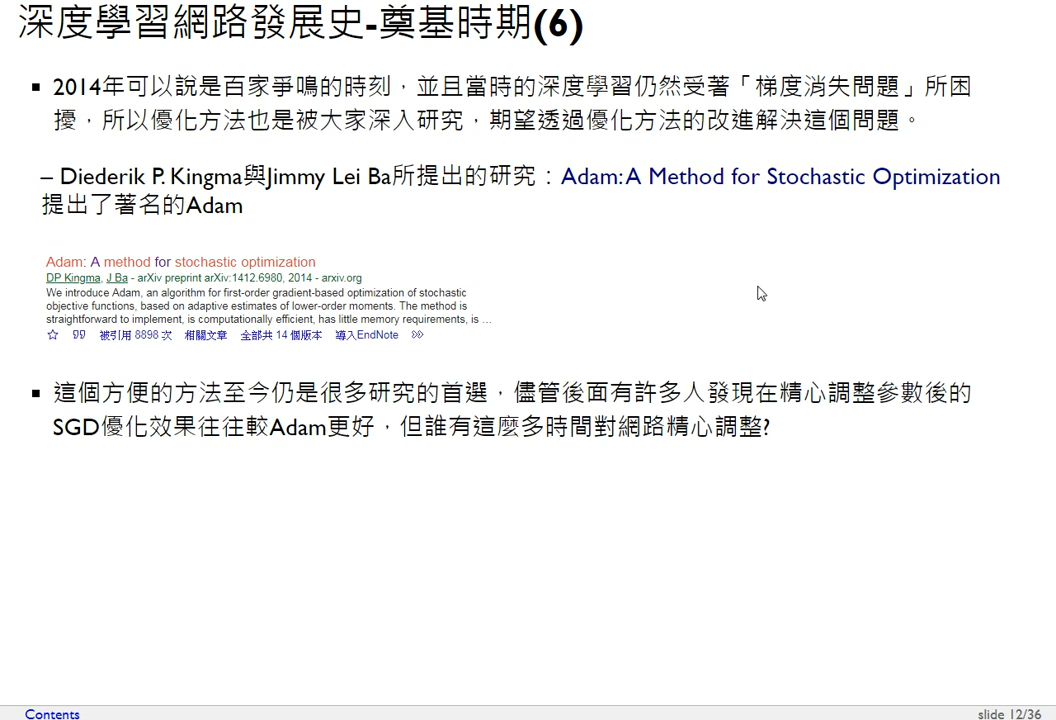 深度學習網路發展史-奠基時期(6)
2014年可以說是百家爭鳴的時刻，並且當時的深度學習仍然受著「梯度消失問題」所困
擾，所以優化方法也是被大家深入研究，期望透過優化方法的改進解決這個問題。
– Diederik P. Kingma與Jimmy Lei Ba所提出的研究：Adam: A Method for Stochastic Optimization
提出了著名的Adam
Adam: A method for stochastic optimization
DP Kingma, J Ba - arXiv preprint arXiv:1412.6980, 2014 - arxiv.org
We introduce Adam, an algorithm for first-order gradient-based optimization of stochastic
objective functions, based on adaptive estimates of lower-order moments. The method is
straightforward to implement, is computationally efficient, has little memory requirements, is ...
被引用 8898 次 相關文章 全部共 14 個版本 導入EndNote
這個方便的方法至今仍是很多研究的首選，儘管後面有許多人發現在精心調整參數後的
SGD優化效果往往較Adam更好，但誰有這麼多時間對網路精心調整?
Contents
slide 12/36